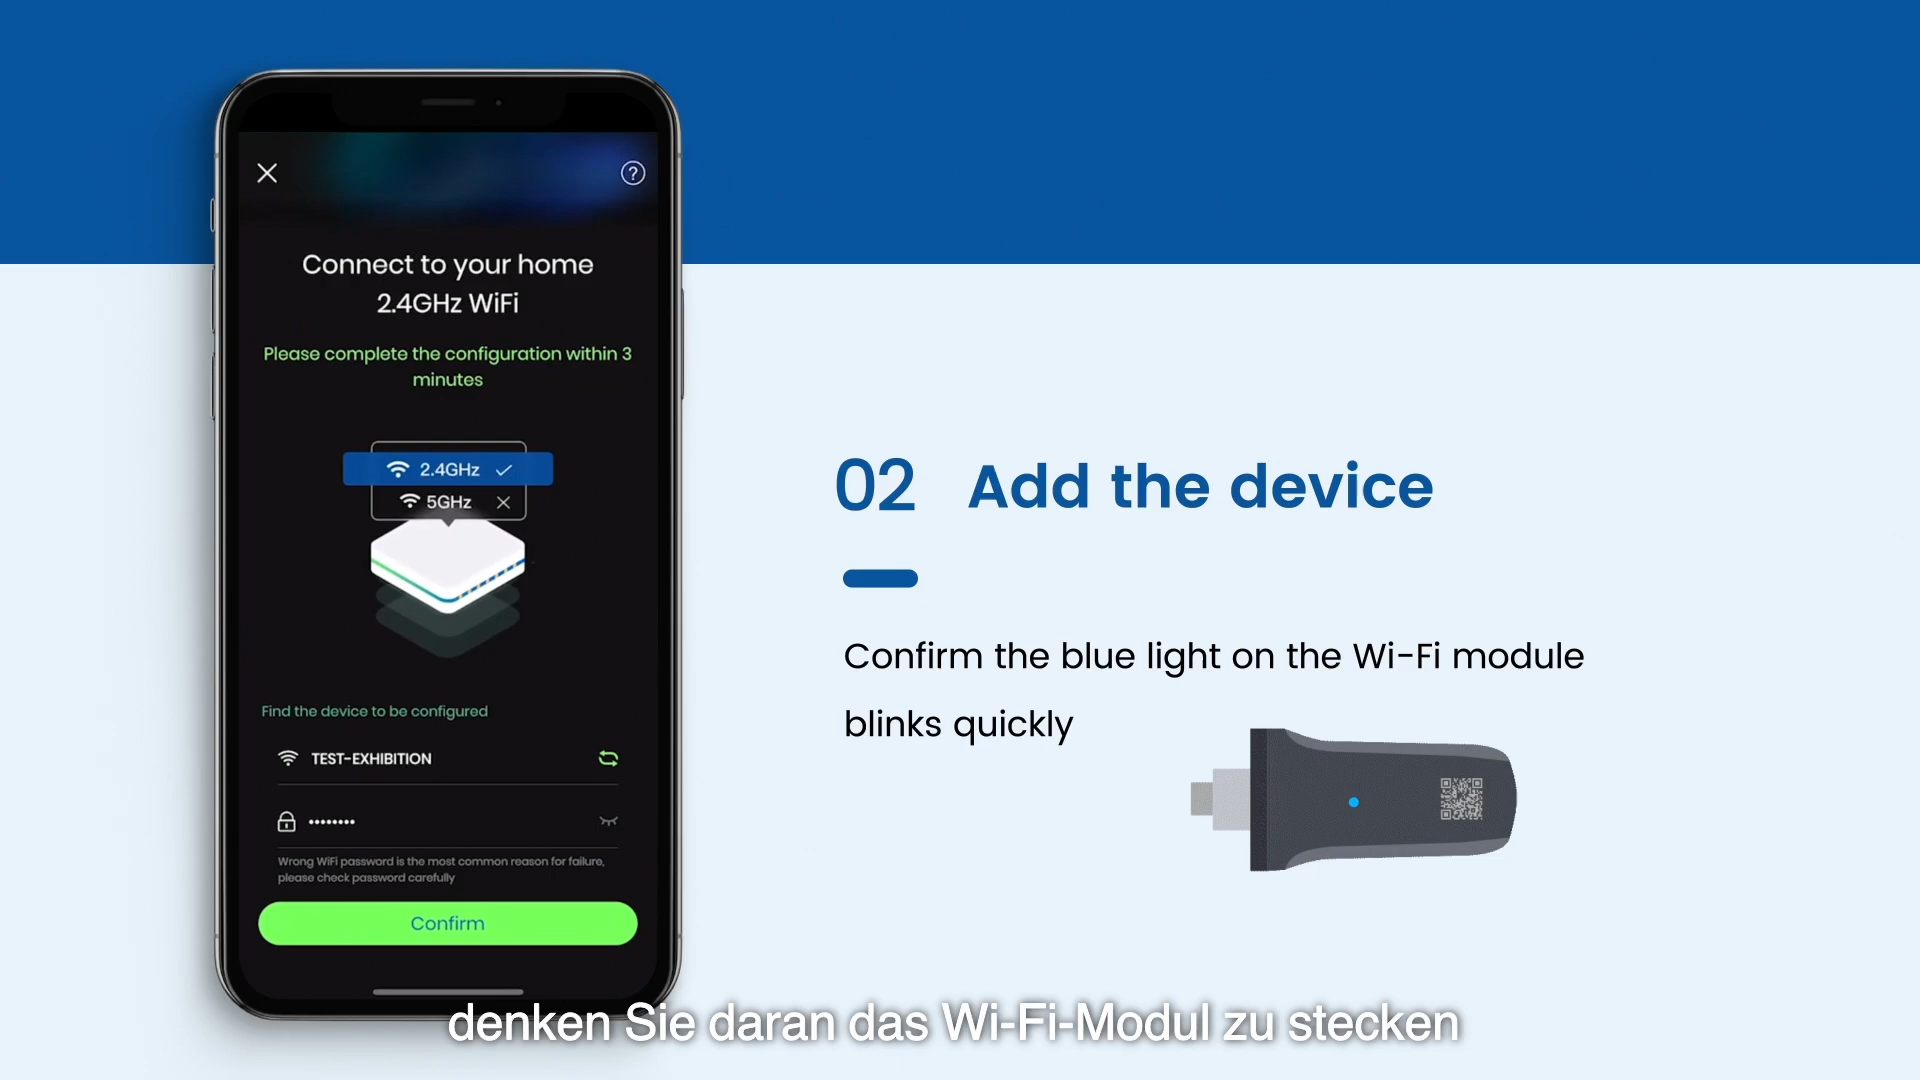 Connect to your home
2.4GHz WiFi
Please complete the configuration within 3
minutes
2.4GHz
5GHz
Find the device to be configured
TEST-EXHIBITION
••••••••
Wrong WiFi password is the most common reason for failure,
please check password carefully
Confirm
02 Add the device
Confirm the blue light on the Wi-Fi module
blinks quickly
denken Sie daran das Wi-Fi-Modul zu stecken